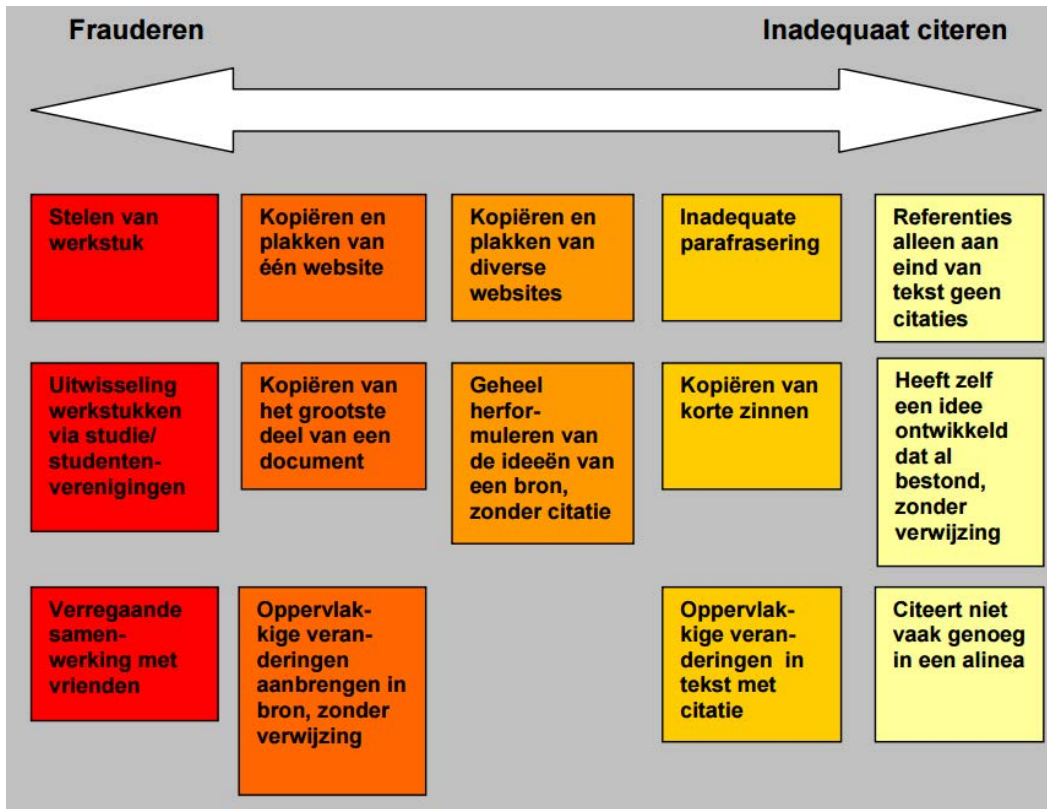 Frauderen
Inadequaat citeren
Stelen van
werkstuk
Kopiëren en
plakken van
één website
Kopiëren en
plakken van
diverse
websites
Inadequate
parafrasering
Referenties
alleen aan
eind van
tekst geen
citaties
Uitwisseling
werkstukken
via studie/
studenten-
verenigingen
Kopiëren van
het grootste
deel van een
document
Geheel
herfor-
muleren van
de ideeën van
een bron,
zonder citatie
Kopiëren van
korte zinnen
Heeft zelf
een idee
ontwikkeld
dat al
bestond,
zonder
verwijzing
Verregaande
samen-
werking met
vrienden
Oppervlak-
kige veran-
deringen
aanbrengen in
bron, zonder
verwijzing
Oppervlak-
kige veran-
deringen in
tekst met
citatie
Citeert niet
vaak genoeg
in een alinea